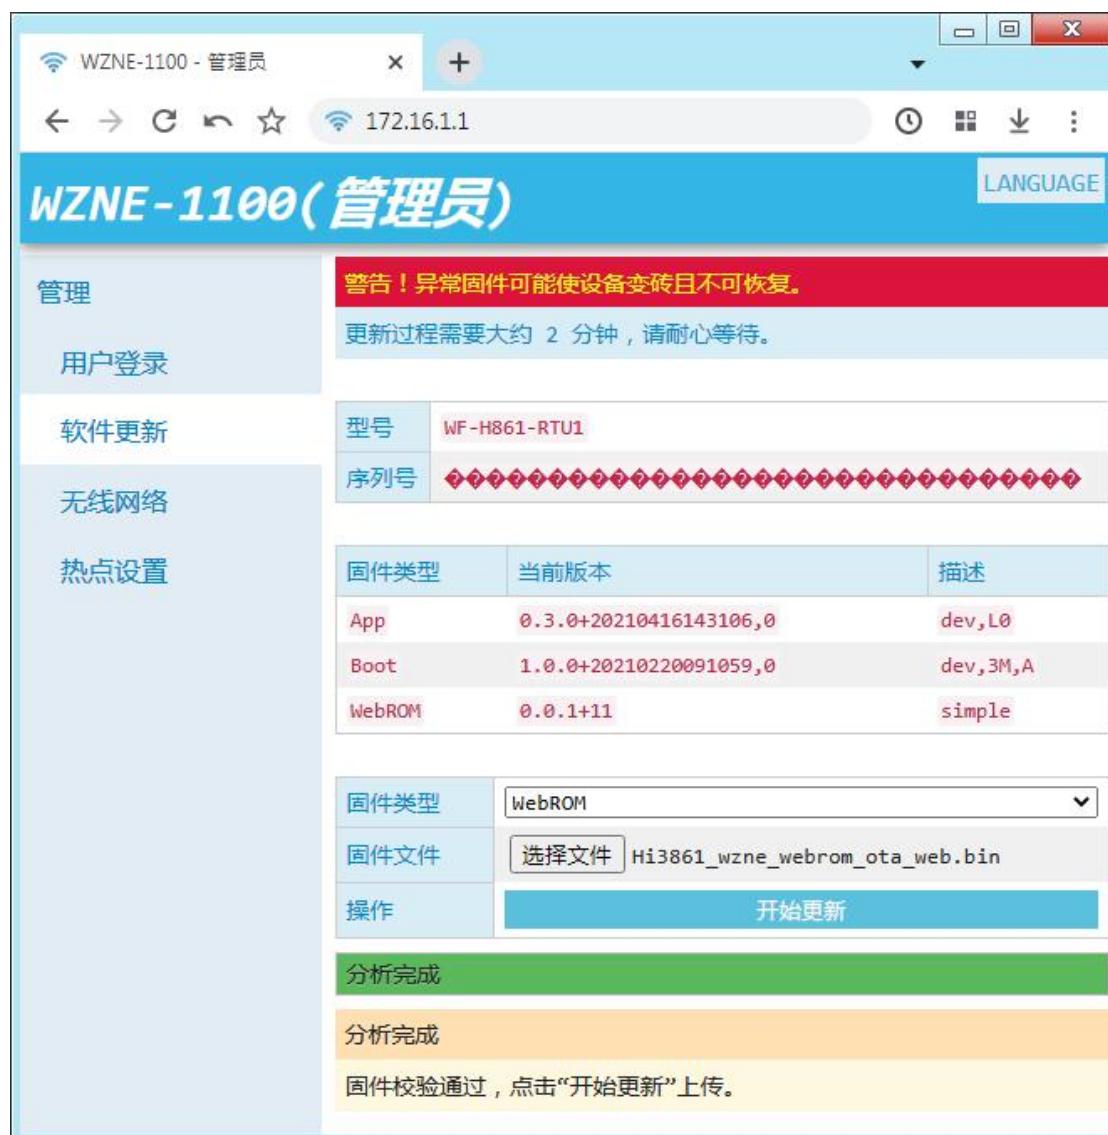 WZNE-1100 - 管理员
172.16.1.1
WZNE-1100(管理员)
LANGUAGE
管理
用户登录
软件更新
无线网络
热点设置
警告！异常固件可能使设备变砖且不可恢复。
更新过程需要大约 2 分钟，请耐心等待。
型号 WF-H861-RTU1
序列号 �������������������������������
固件类型 当前版本 描述
App 0.3.0+20210416143106,0 dev,L0
Boot 1.0.0+20210220091059,0 dev,3M,A
WebROM 0.0.1+11 simple
固件类型 WebROM
固件文件 选择文件 Hi3861_wzne_webrom_ota_web.bin
操作 开始更新
分析完成
分析完成
固件校验通过，点击“开始更新”上传。